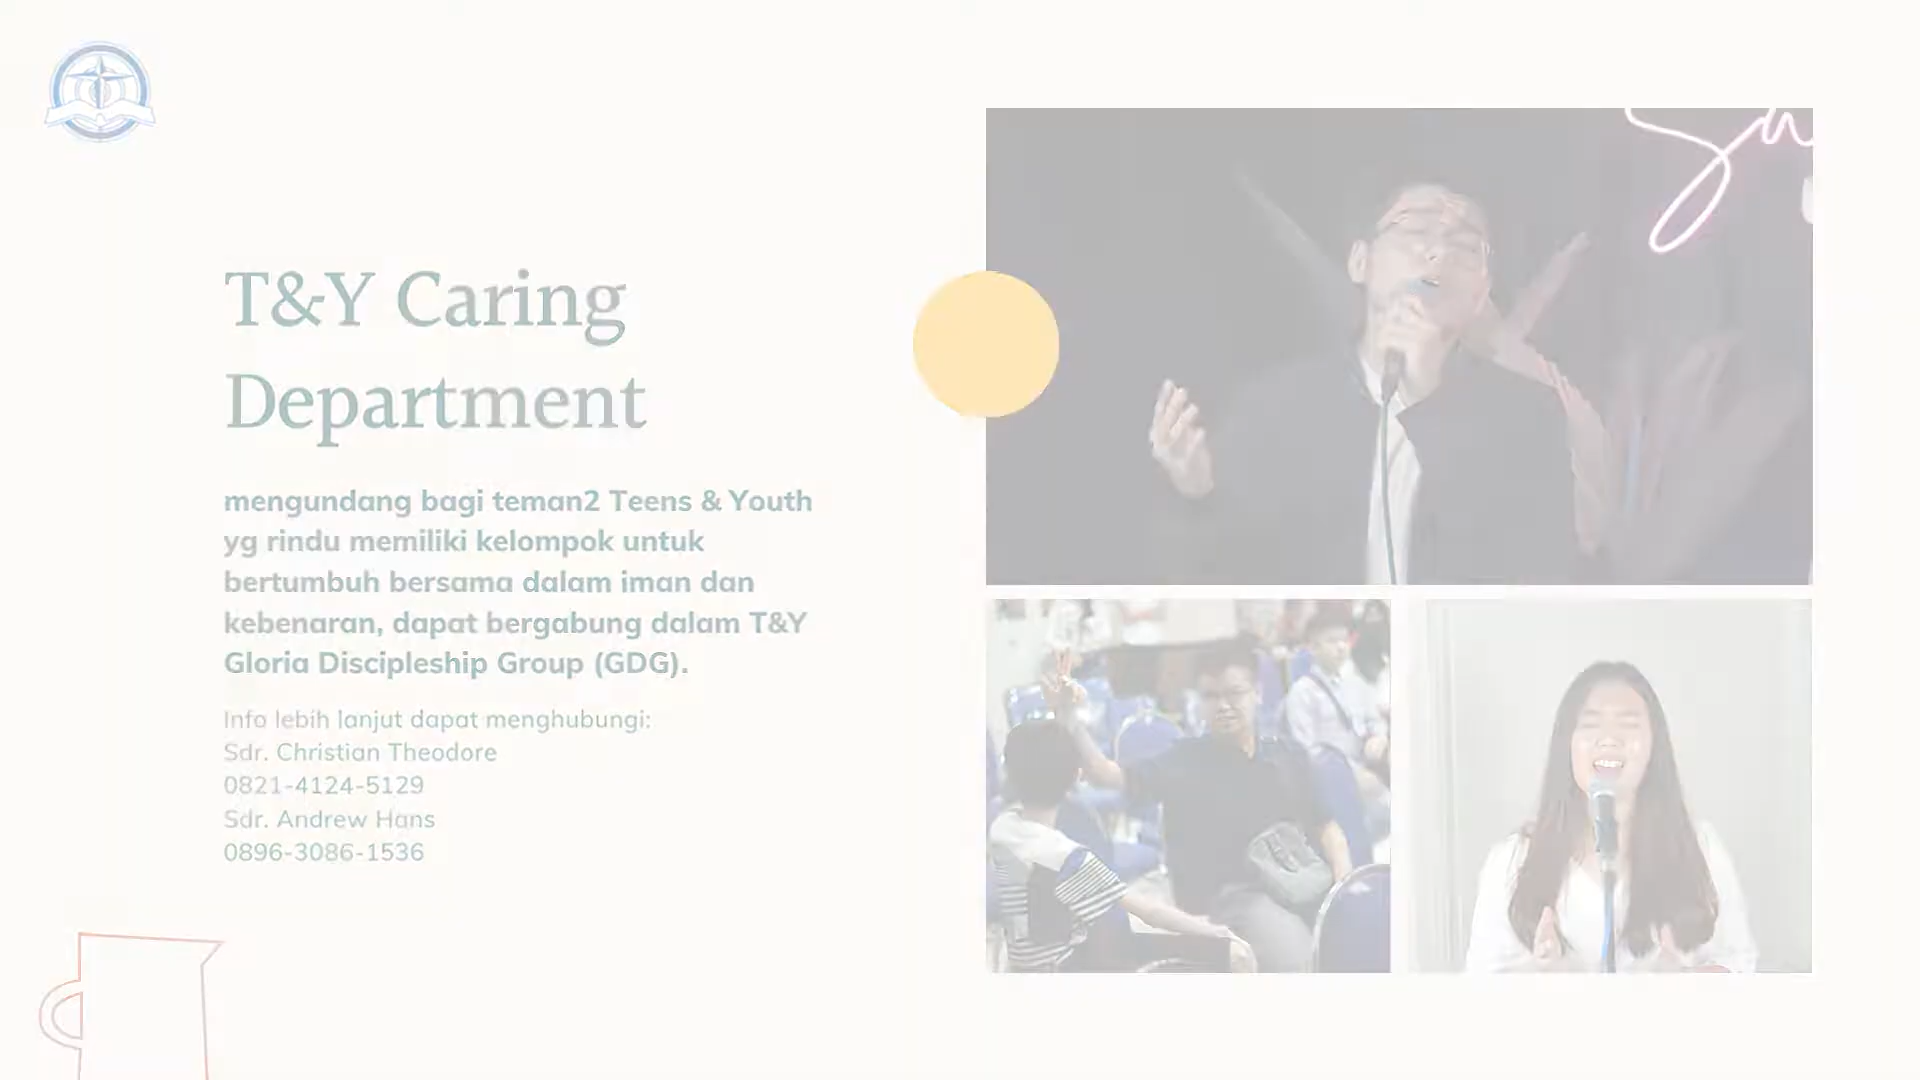 T&Y Caring
Department
mengundang bagi teman2 Teens & Youth
yg rindu memiliki kelompok untuk
bertumbuh bersama dalam iman dan
kebenaran, dapat bergabung dalam T&Y
Gloria Discipleship Group (GDG).
Info lebih lanjut dapat menghubungi:
Sdr. Christian Theodore
0821-4124-5129
Sdr. Andrew Hans
0896-3086-1536